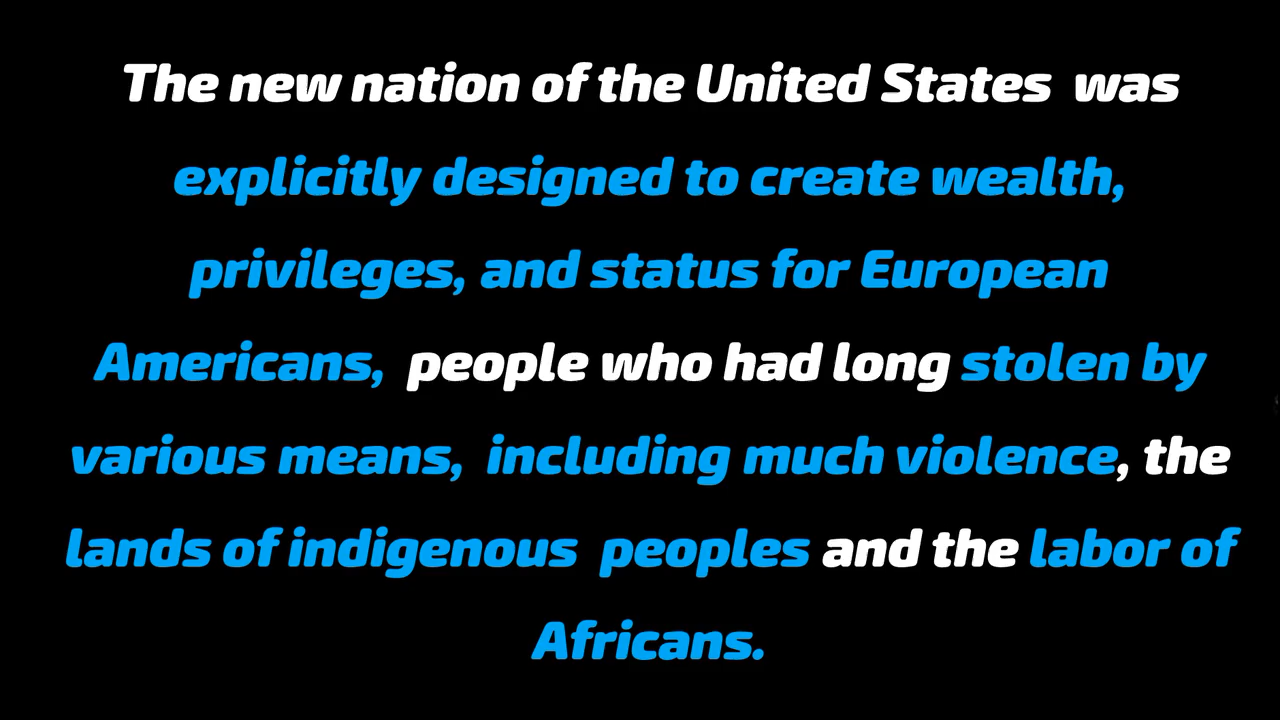 The new nation of the United States was
explicitly designed to create wealth,
privileges, and status for European
Americans, people who had long stolen by
various means, including much violence, the
lands of indigenous peoples and the labor of
Africans.